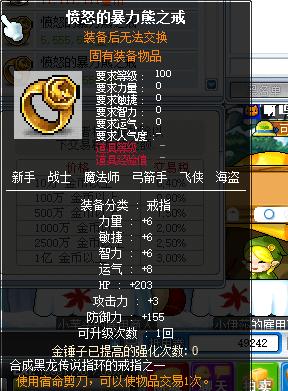 愤怒的暴力熊之戒
装备后无法交换
固有装备物品
要求等级 : 100
要求力量 : 0
要求敏捷 : 0
要求智力 : 0
要求运气 : 0
要求人气度 : -
道具等级 : -
道具经验值 : -
新手 战士 魔法师 弓箭手 飞侠 海盗
装备分类 : 戒指
力量 : +6
敏捷 : +6
智力 : +6
运气 : +8
HP : +203
攻击力 : +3
防御力 : +155
可升级次数 : 1回
金锤子已提高的强化次数: 0
合成黑龙传说指环的戒指之一
使用宿命剪刀，可以使物品交易1次。
49242